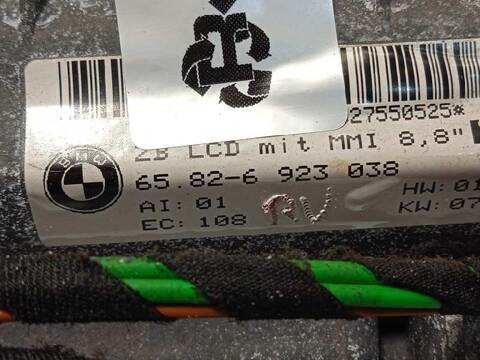 27550525*
BMW
ZB LCD mit MMI 8,8"
65.82-6 923 038
AI: 01
HW: 01
EC: 108
RV
KW: 07